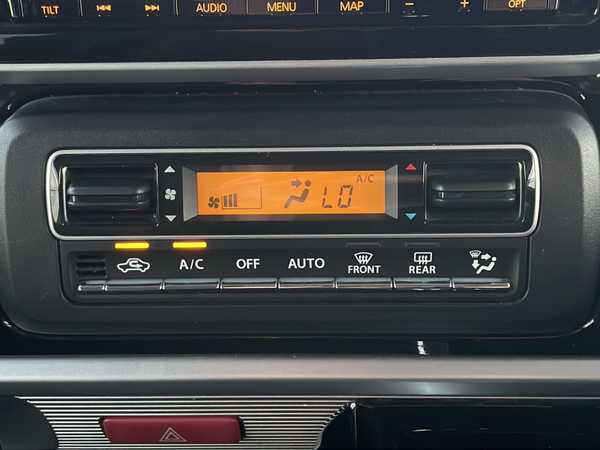 TILT AUDIO MENU MAP - + OPT
A/C
LO
A/C OFF AUTO FRONT REAR